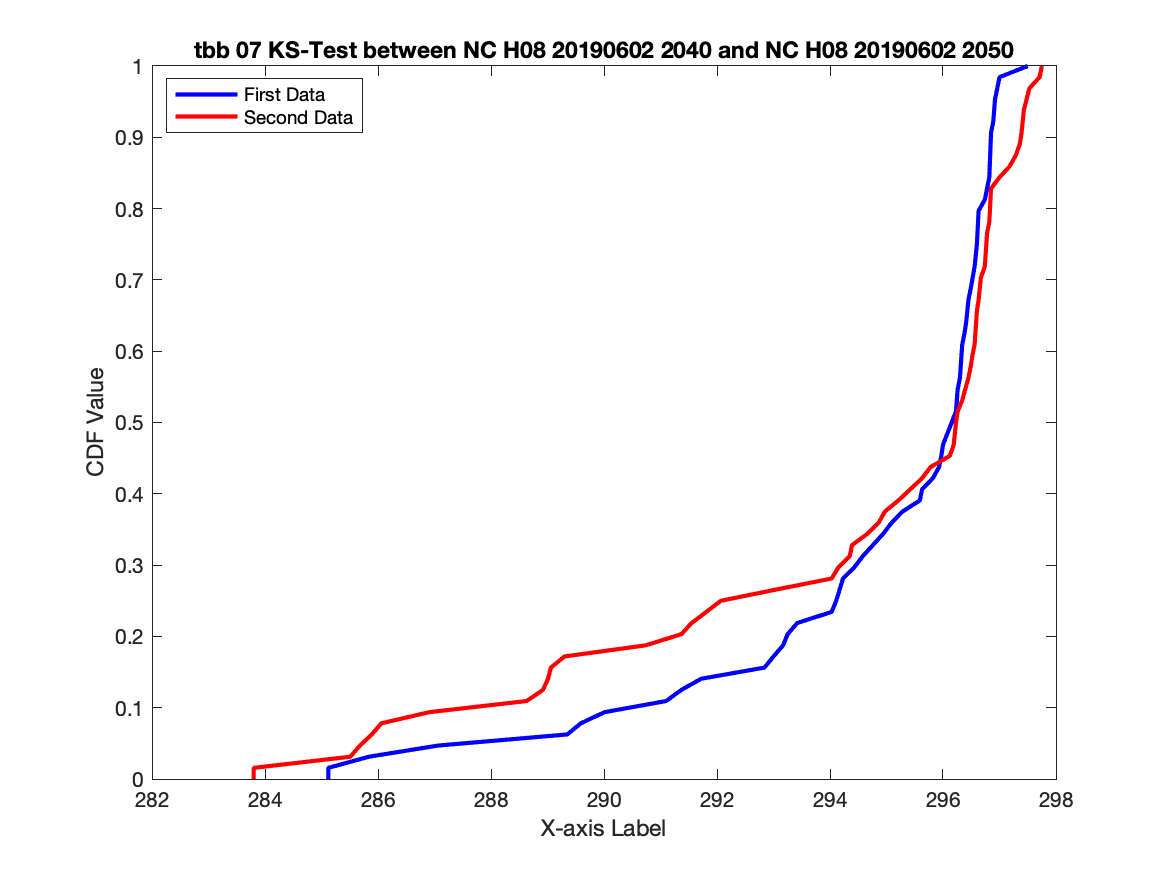 tbb 07 KS-Test between NC H08 20190602 2040 and NC H08 20190602 2050
First Data
Second Data
1
0.9
0.8
0.7
0.6
0.5
0.4
0.3
0.2
0.1
0
CDF Value
282 284 286 288 290 292 294 296 298
X-axis Label